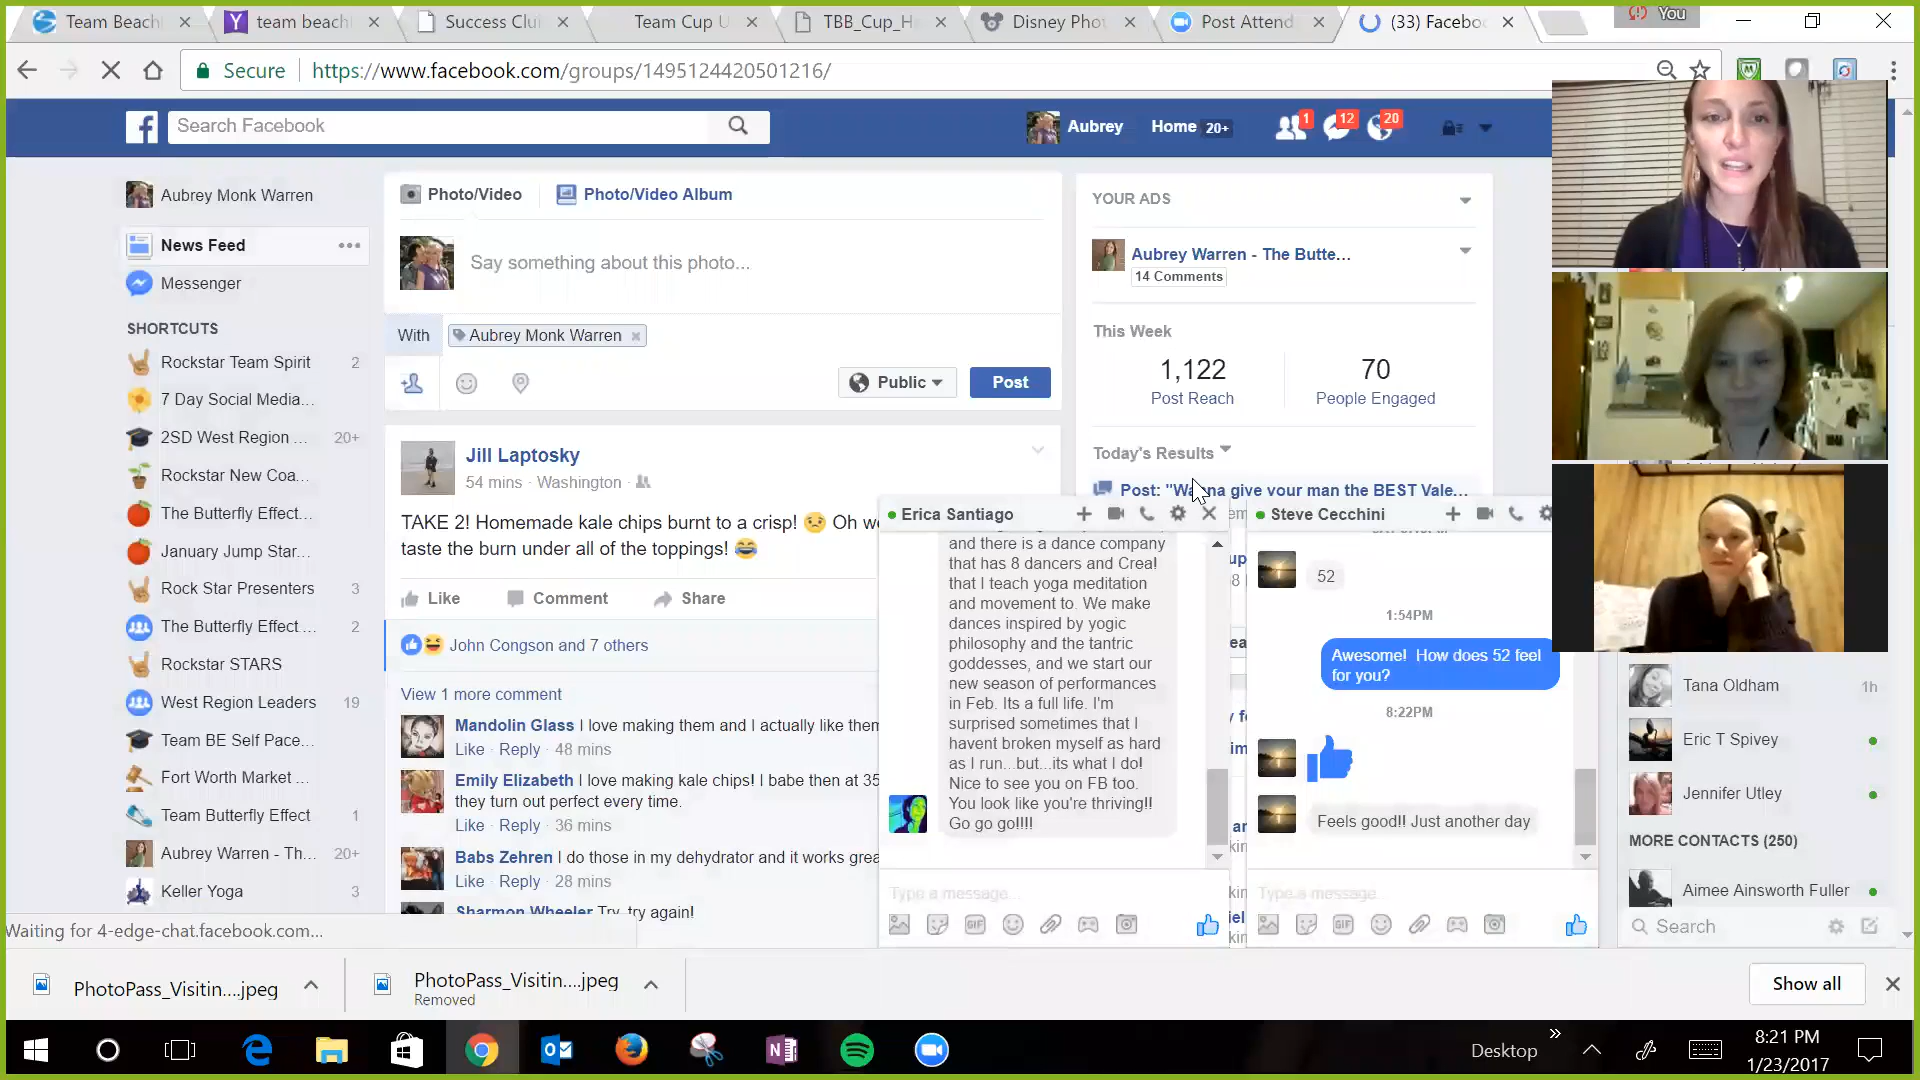 Team Beachl
team beachl
Success Clui
Team Cup U
TBB_Cup_H
Disney Pho
Post Attend
(33) Facebo
You
Secure
https://www.facebook.com/groups/1495124420501216/
Search Facebook
Aubrey
Home 20+
1
12
20
Aubrey Monk Warren
News Feed
Messenger
SHORTCUTS
Rockstar Team Spirit 2
7 Day Social Media...
2SD West Region ... 20+
Rockstar New Coa...
The Butterfly Effect...
January Jump Star...
Rock Star Presenters 3
The Butterfly Effect ... 2
Rockstar STARS
West Region Leaders 19
Team BE Self Pace...
Fort Worth Market ...
Team Butterfly Effect 1
Aubrey Warren - Th... 20+
Keller Yoga 3
Waiting for 4-edge-chat.facebook.com...
Photo/Video
Photo/Video Album
Say something about this photo...
With
Aubrey Monk Warren
Public
Post
Jill Laptosky
54 mins · Washington ·
TAKE 2! Homemade kale chips burnt to a crisp! 😟 Oh we
taste the burn under all of the toppings! 😂
Like
Comment
Share
John Congson and 7 others
View 1 more comment
Mandolin Glass I love making them and I actually like them
Like · Reply · 48 mins
Emily Elizabeth I love making kale chips! I babe then at 35
they turn out perfect every time.
Like · Reply · 36 mins
Babs Zehren I do those in my dehydrator and it works grea
Like · Reply · 28 mins
Sharmon Wheeler Try, try again!
YOUR ADS
Aubrey Warren - The Butte...
14 Comments
This Week
1,122
Post Reach
70
People Engaged
Today's Results
Post: "Wanna give your man the BEST Vale...
Erica Santiago
and there is a dance company
that has 8 dancers and Crea!
that I teach yoga meditation
and movement to. We make
dances inspired by yogic
philosophy and the tantric
goddesses, and we start our
new season of performances
in Feb. Its a full life. I'm
surprised sometimes that I
havent broken myself as hard
as I run...but...its what I do!
Nice to see you on FB too.
You look like you're thriving!!
Go go go!!!!
Type a message...
GIF
Steve Cecchini
52
1:54PM
Awesome! How does 52 feel
for you?
8:22PM
Feels good!! Just another day
Type a message...
GIF
Tana Oldham 1h
Eric T Spivey
Jennifer Utley
MORE CONTACTS (250)
Aimee Ainsworth Fuller
Search
PhotoPass_Visitin....jpeg
PhotoPass_Visitin....jpeg
Removed
Show all
Desktop
8:21 PM
1/23/2017